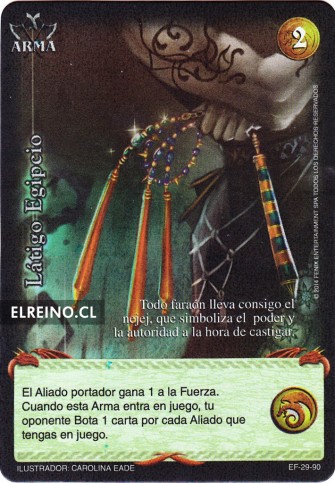 ARMA
2
Látigo Egipcio
© 2014 FENIX ENTERTAINMENT SPA TODOS LOS DERECHOS RESERVADOS
ELREINO.CL
Todo faraón lleva consigo el
nejej, que simboliza el poder y
la autoridad a la hora de castigar.
El Aliado portador gana 1 a la Fuerza.
Cuando esta Arma entra en juego, tu
oponente Bota 1 carta por cada Aliado que
tengas en juego.
ILUSTRADOR: CAROLINA EADE
EF-29-90